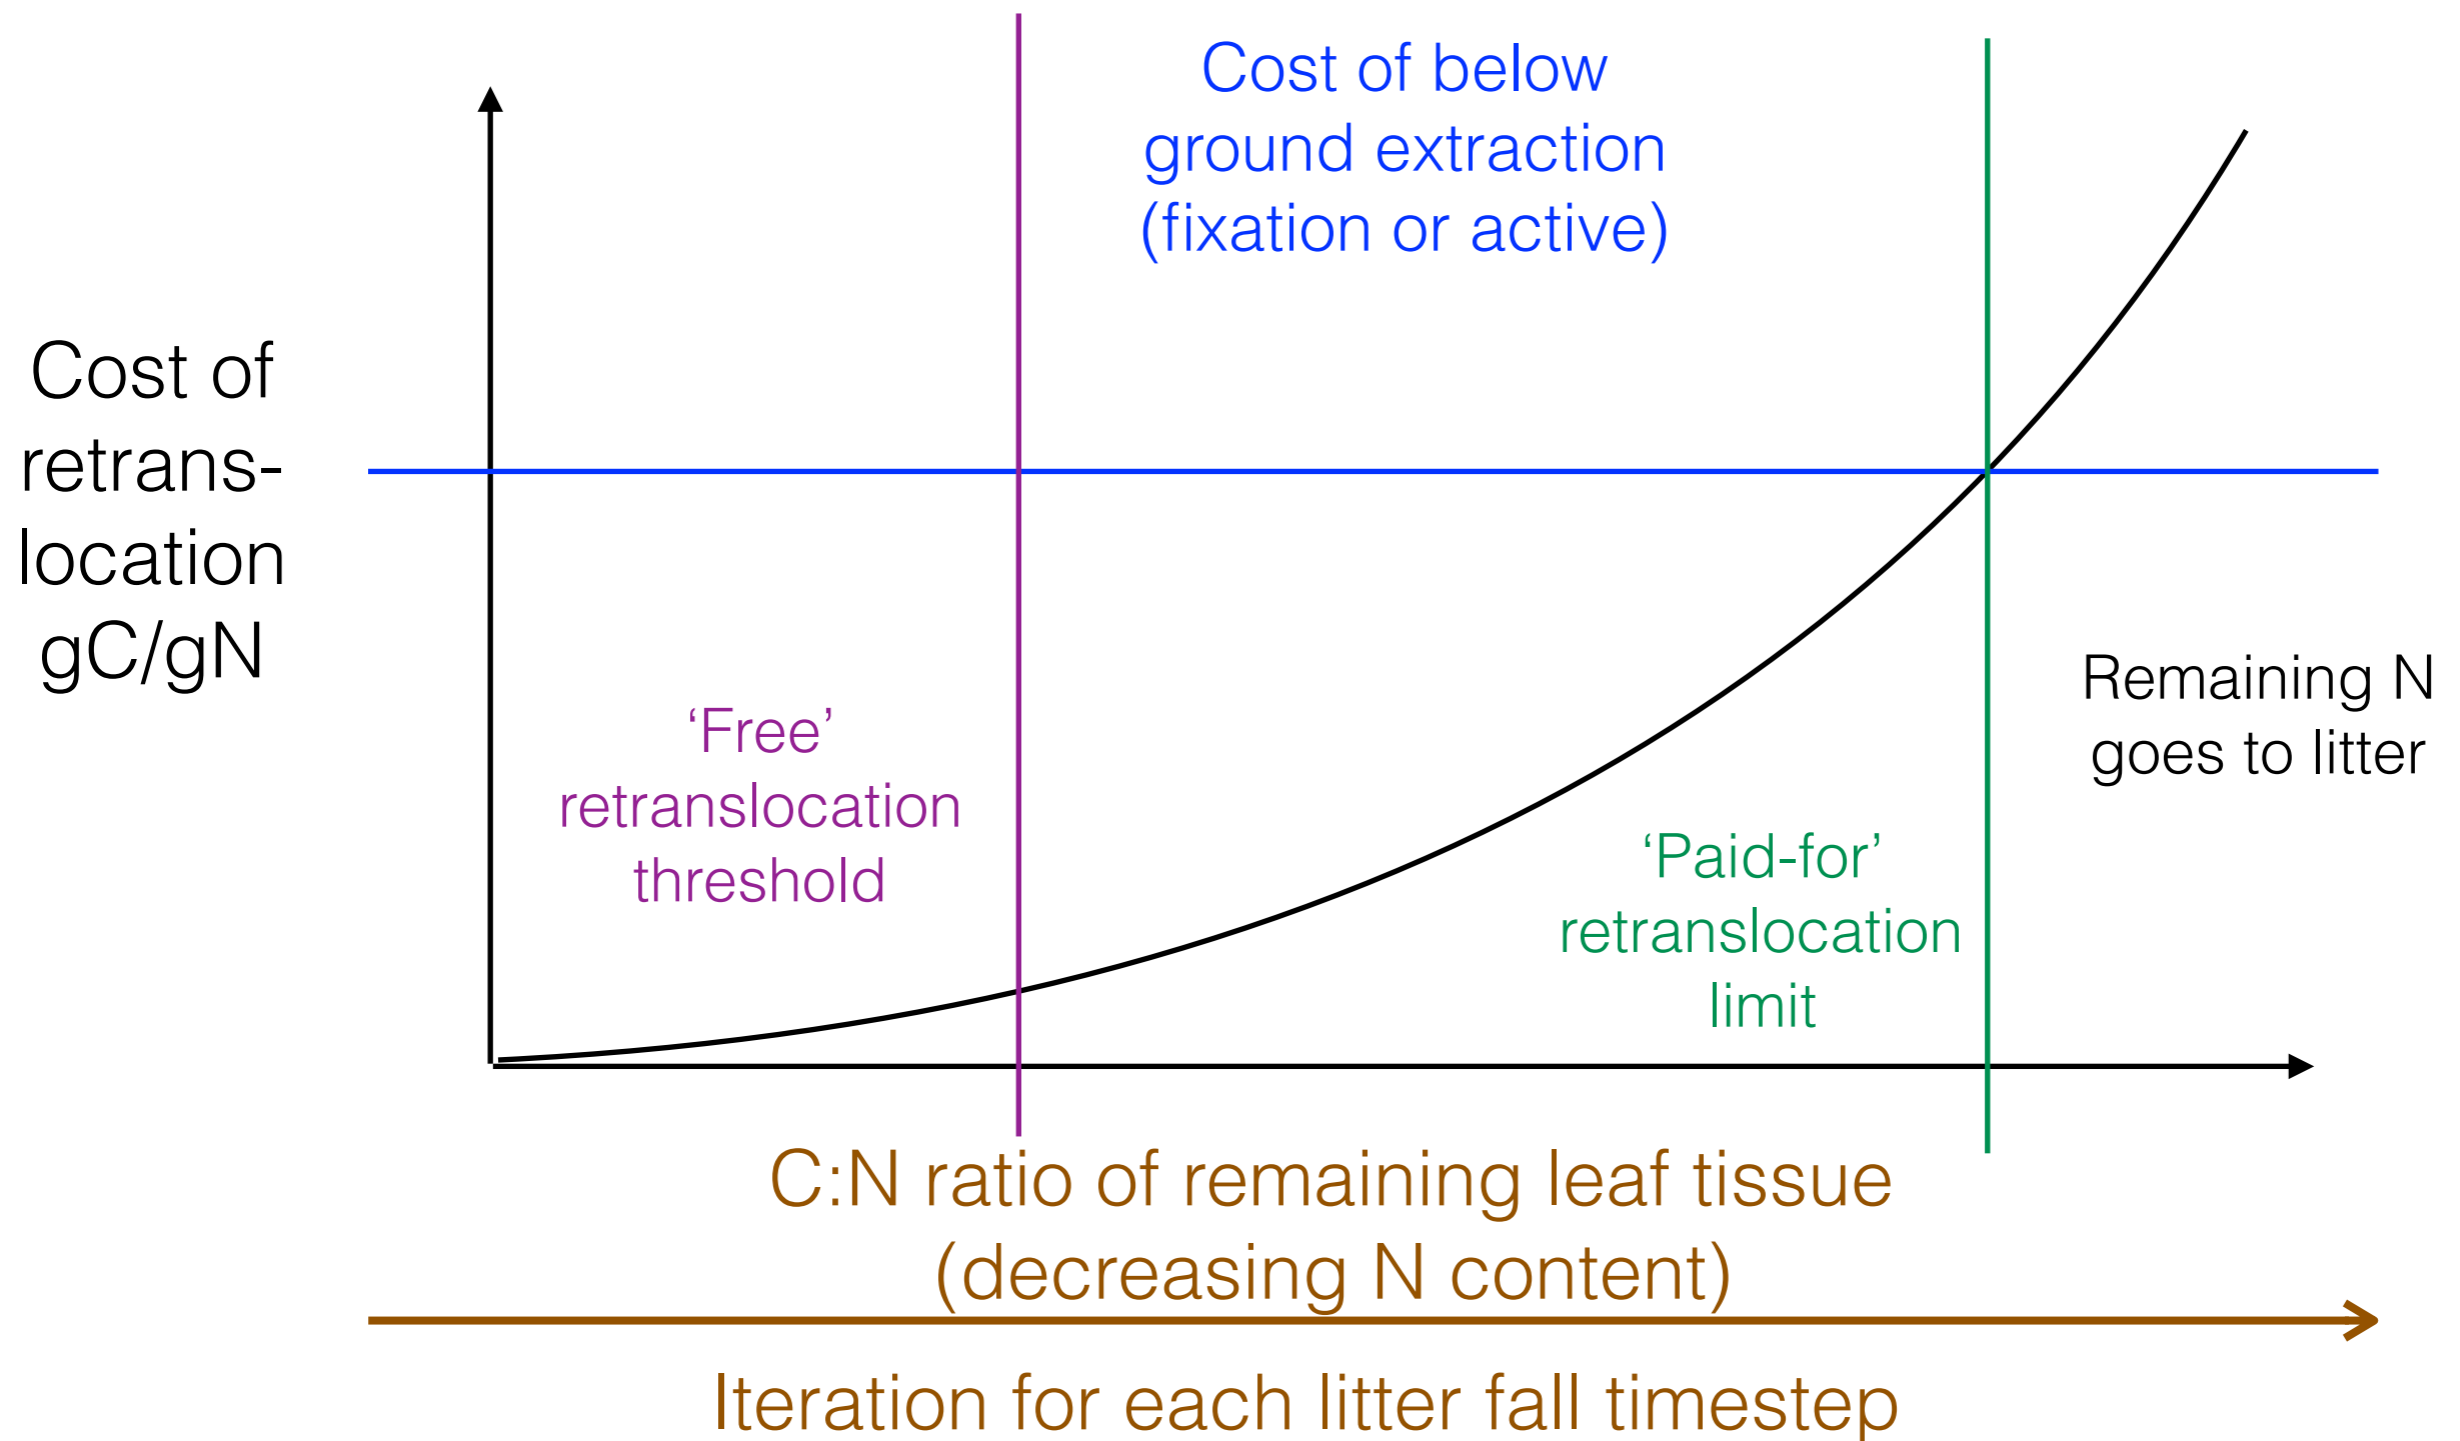 Cost of below
ground extraction
(fixation or active)
Cost of
retrans-
location
gC/gN
‘Free’
retranslocation
threshold
‘Paid-for’
retranslocation
limit
Remaining N
goes to litter
C:N ratio of remaining leaf tissue
(decreasing N content)
Iteration for each litter fall timestep